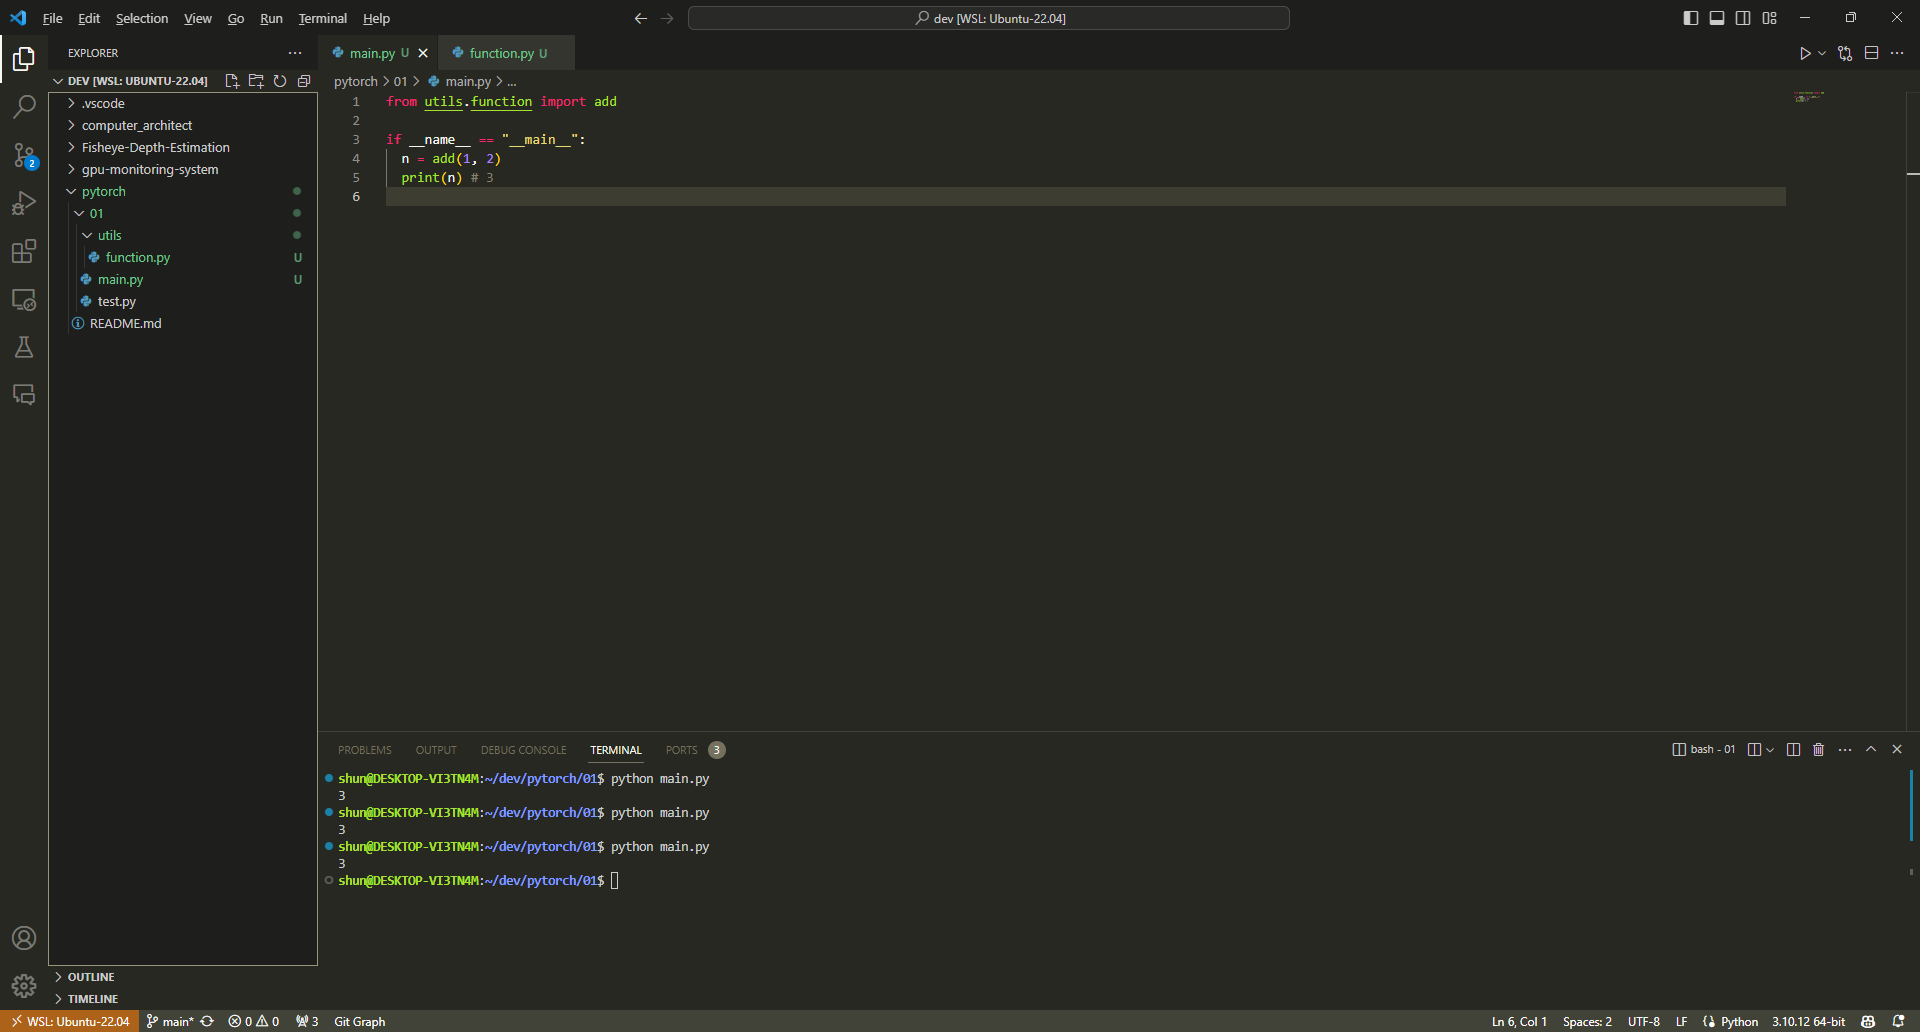 File Edit Selection View Go Run Terminal Help
dev [WSL: Ubuntu-22.04]
EXPLORER
DEV [WSL: UBUNTU-22.04]
.vscode
computer_architect
Fisheye-Depth-Estimation
gpu-monitoring-system
pytorch
01
utils
function.py U
main.py U
test.py
README.md
OUTLINE
TIMELINE
main.py U
function.py U
pytorch > 01 > main.py > ...
1 from utils.function import add
2
3 if __name__ == "__main__":
4 n = add(1, 2)
5 print(n) # 3
6
PROBLEMS OUTPUT DEBUG CONSOLE TERMINAL PORTS 3
bash - 01
shun@DESKTOP-VI3TN4M:~/dev/pytorch/01$ python main.py
3
shun@DESKTOP-VI3TN4M:~/dev/pytorch/01$ python main.py
3
shun@DESKTOP-VI3TN4M:~/dev/pytorch/01$ python main.py
3
shun@DESKTOP-VI3TN4M:~/dev/pytorch/01$
2
WSL: Ubuntu-22.04 main* 0 0 3 Git Graph
Ln 6, Col 1 Spaces: 2 UTF-8 LF Python 3.10.12 64-bit